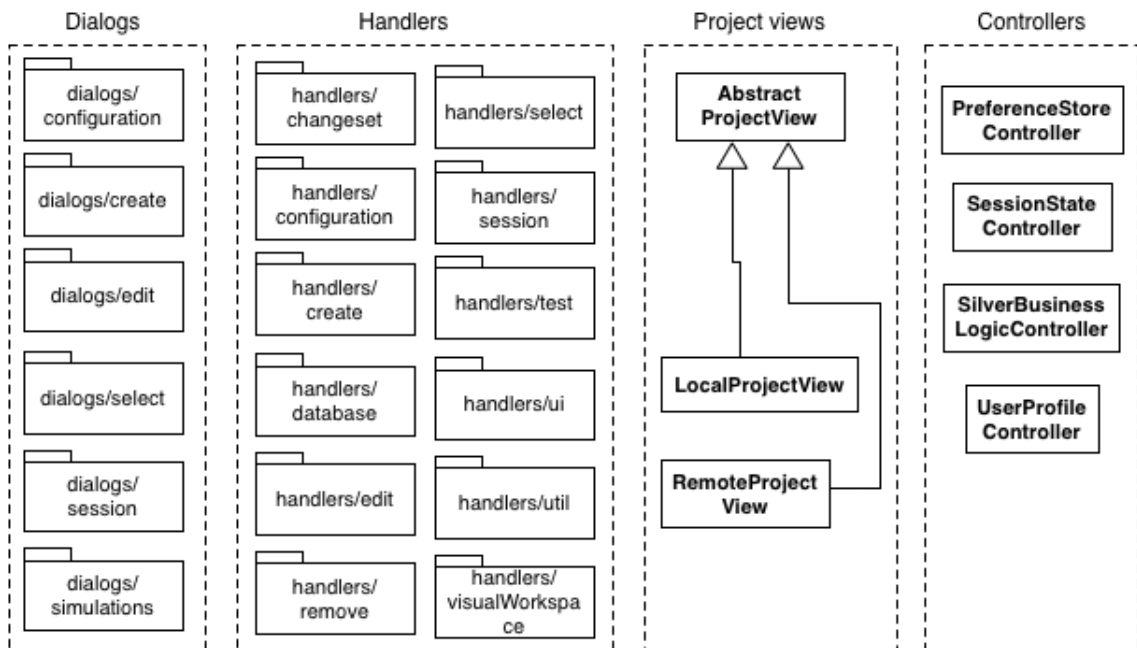 Dialogs
dialogs/
configuration
dialogs/create
dialogs/edit
dialogs/select
dialogs/
session
dialogs/
simulations
Handlers
handlers/
changeset
handlers/select
handlers/
configuration
handlers/
session
handlers/
create
handlers/test
handlers/
database
handlers/ui
handlers/edit
handlers/util
handlers/
remove
handlers/
visualWorkspa
ce
Project views
Abstract
ProjectView
LocalProjectView
RemoteProject
View
Controllers
PreferenceStore
Controller
SessionState
Controller
SilverBusiness
LogicController
UserProfile
Controller